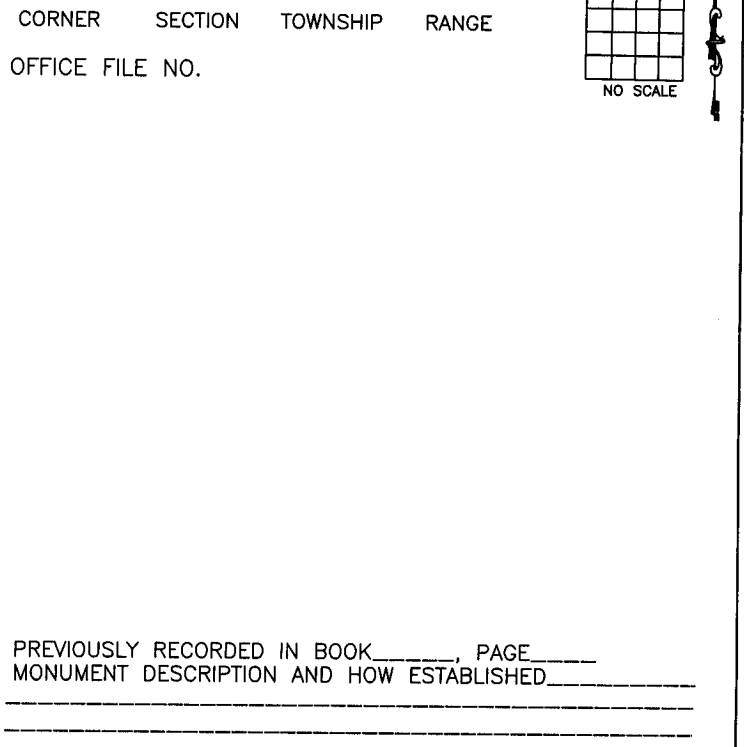 CORNER SECTION TOWNSHIP RANGE
OFFICE FILE NO.
NO SCALE
PREVIOUSLY RECORDED IN BOOK______, PAGE_____
MONUMENT DESCRIPTION AND HOW ESTABLISHED___________